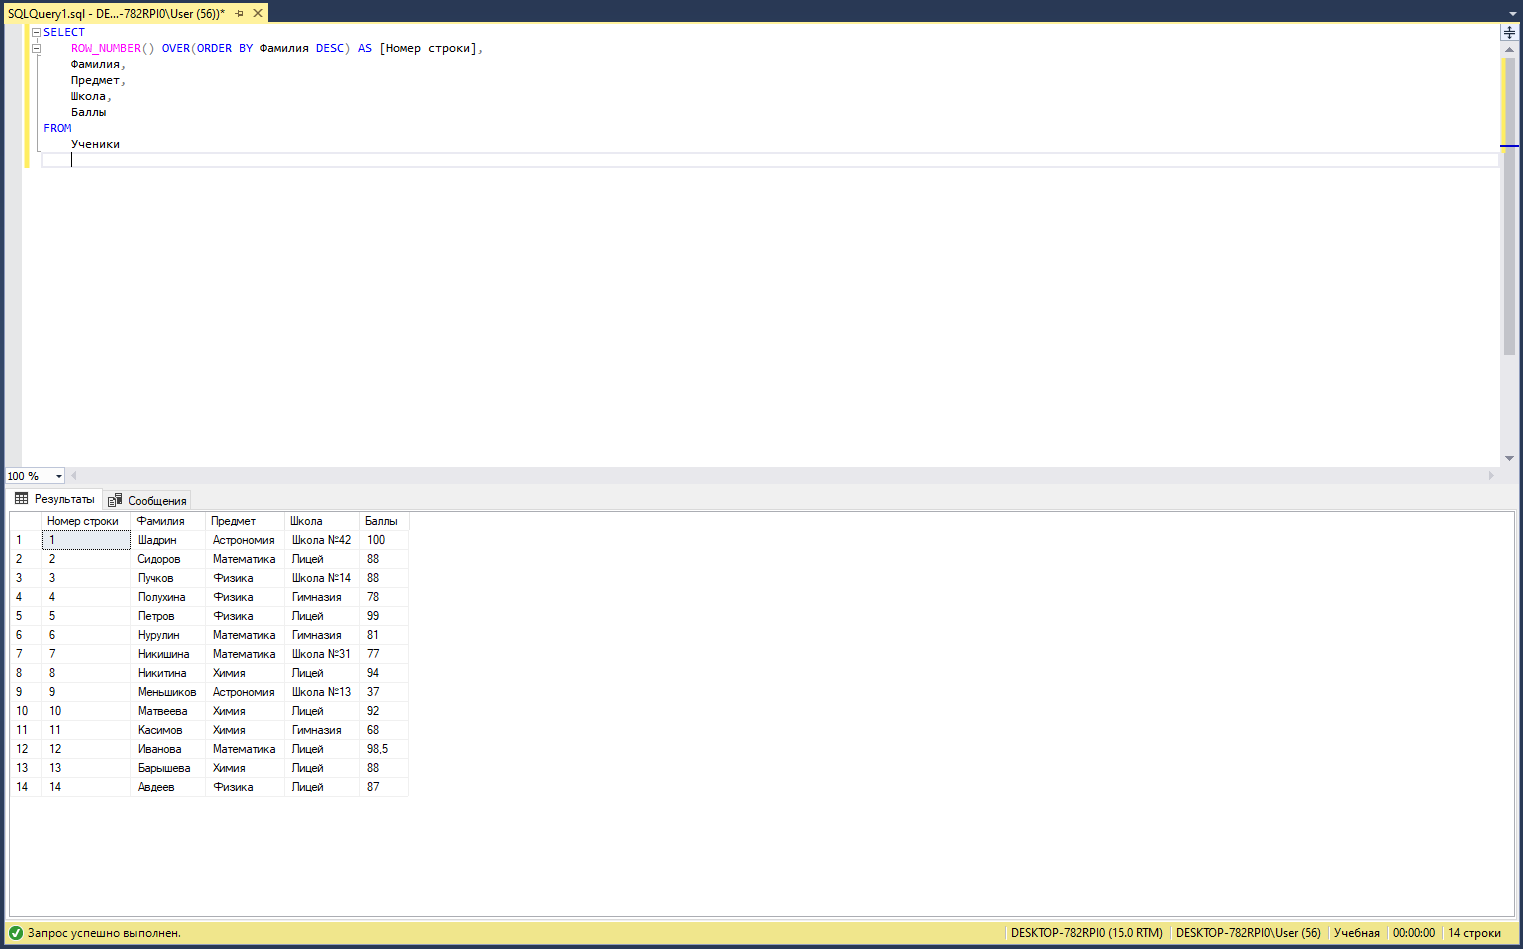 SQLQuery1.sql - DE...-782RPI0\User (56))*
SELECT
ROW_NUMBER() OVER(ORDER BY Фамилия DESC) AS [Номер строки],
Фамилия,
Предмет,
Школа,
Баллы
FROM
Ученики
100 %
Результаты Сообщения
Номер строки Фамилия Предмет Школа Баллы
1 1 Шадрин Астрономия Школа №42 100
2 2 Сидоров Математика Лицей 88
3 3 Пучков Физика Школа №14 88
4 4 Полухина Физика Гимназия 78
5 5 Петров Физика Лицей 99
6 6 Нурулин Математика Гимназия 81
7 7 Никишина Математика Школа №31 77
8 8 Никитина Химия Лицей 94
9 9 Меньшиков Астрономия Школа №13 37
10 10 Матвеева Химия Лицей 92
11 11 Касимов Химия Гимназия 68
12 12 Иванова Математика Лицей 98,5
13 13 Барышева Химия Лицей 88
14 14 Авдеев Физика Лицей 87
Запрос успешно выполнен. DESKTOP-782RPI0 (15.0 RTM) DESKTOP-782RPI0\User (56) Учебная 00:00:00 14 строки